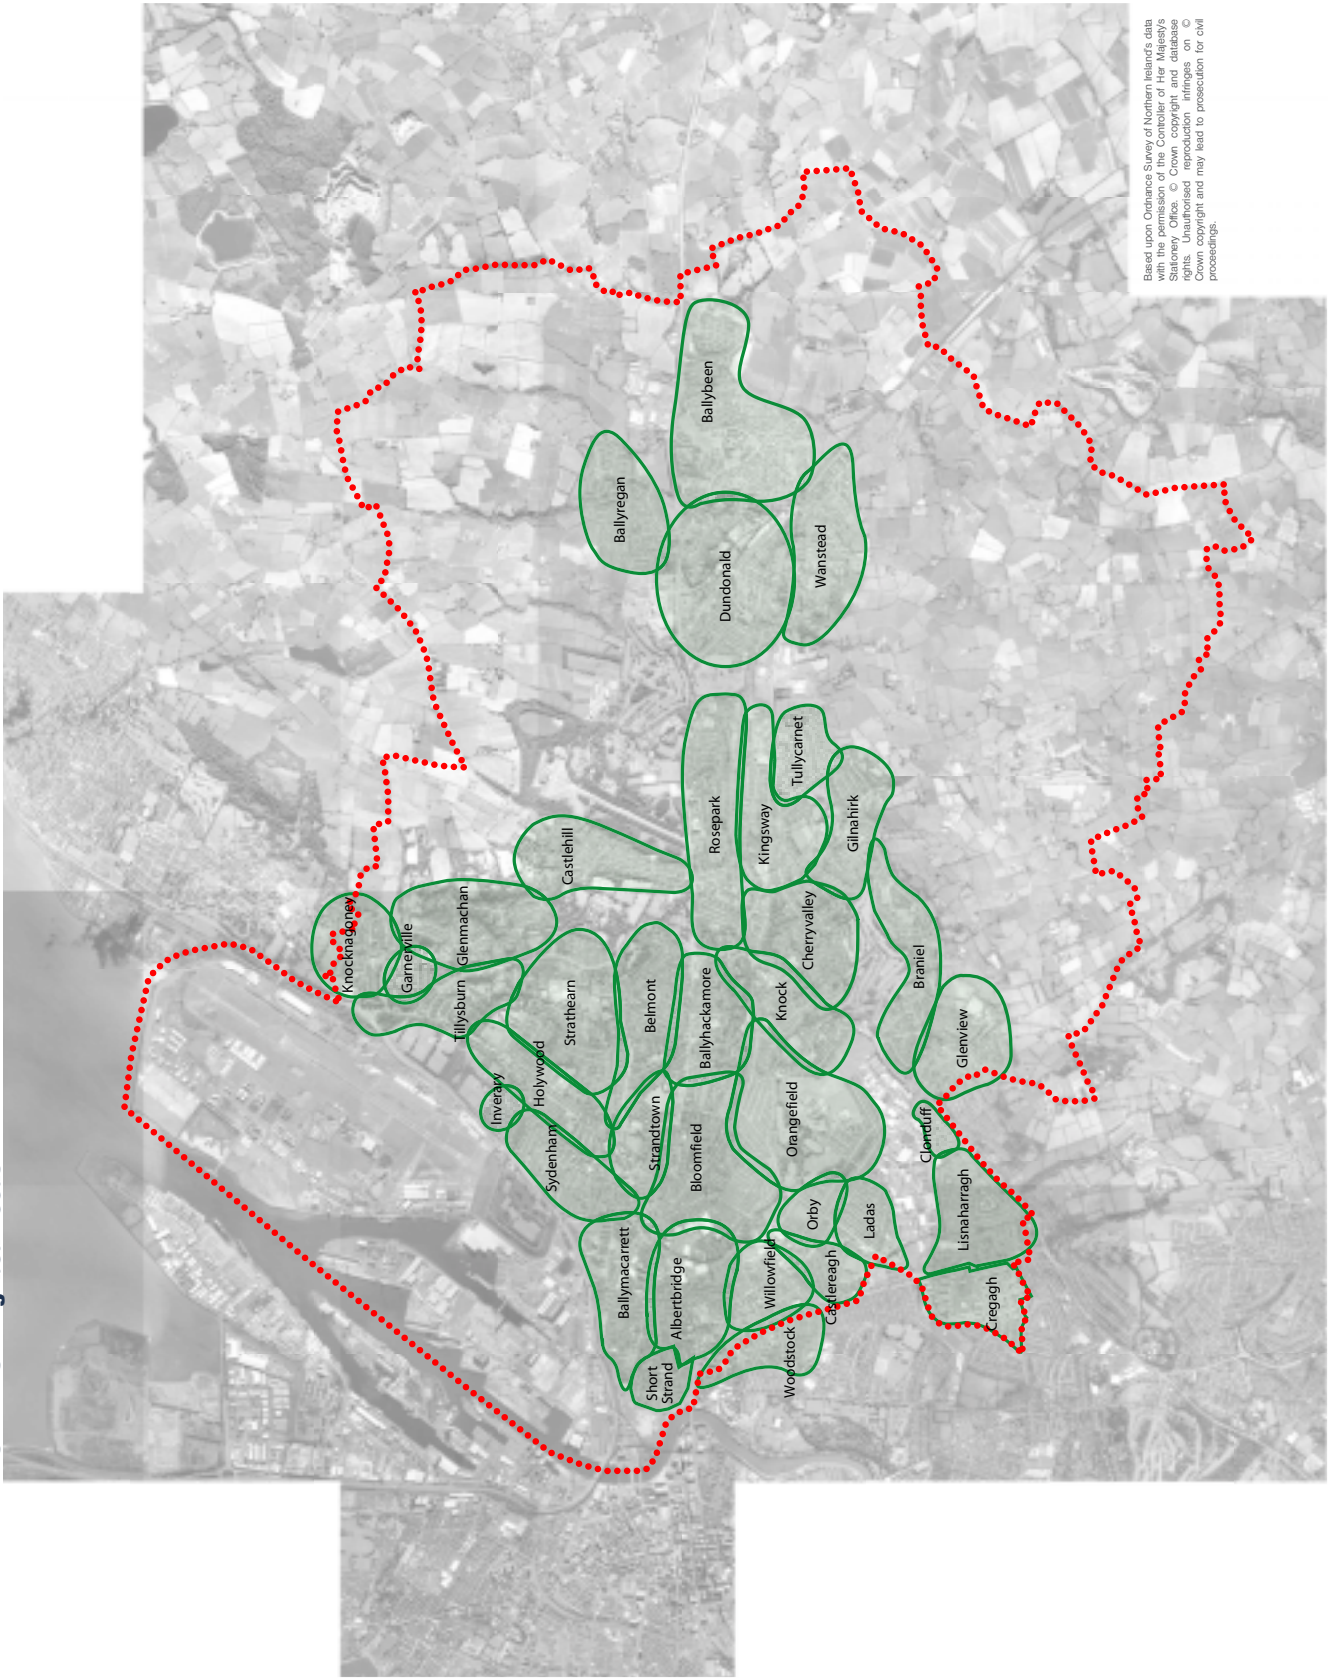 Based upon Ordnance Survey of Northern Ireland's data
with the permission of the Controller of Her Majesty's
Stationery Office. © Crown copyright and database
rights. Unauthorised reproduction infringes on ©
Crown copyright and may lead to prosecution for civil
proceedings.
Knocknagoney
Garnerville
Glenmachan
Tillysburn
Inverary
Holywood
Sydenham
Strathearn
Castlehill
Belmont
Strandtown
Ballymacarrett
Short
Strand
Albertbridge
Bloomfield
Ballyhackamore
Rosepark
Kingsway
Tullycarnet
Gilnahirk
Cherryvalley
Knock
Orangefield
Orby
Ladas
Willowfield
Woodstock
Castlereagh
Braniel
Glenview
Clonduff
Lisnaharragh
Cregagh
Ballyregan
Ballybeen
Dundonald
Wanstead